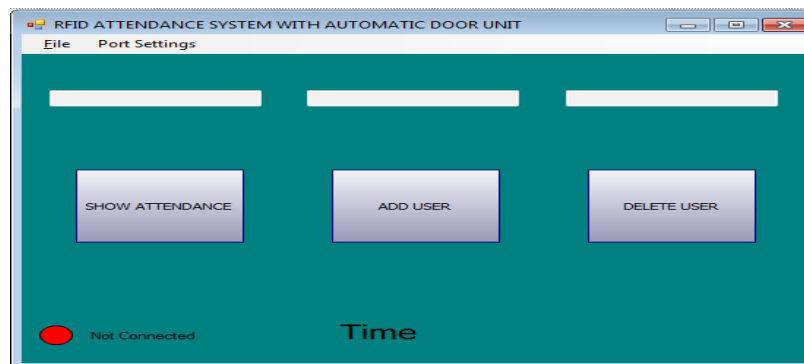 RFID ATTENDANCE SYSTEM WITH AUTOMATIC DOOR UNIT
File Port Settings
SHOW ATTENDANCE ADD USER DELETE USER
Not Connected Time